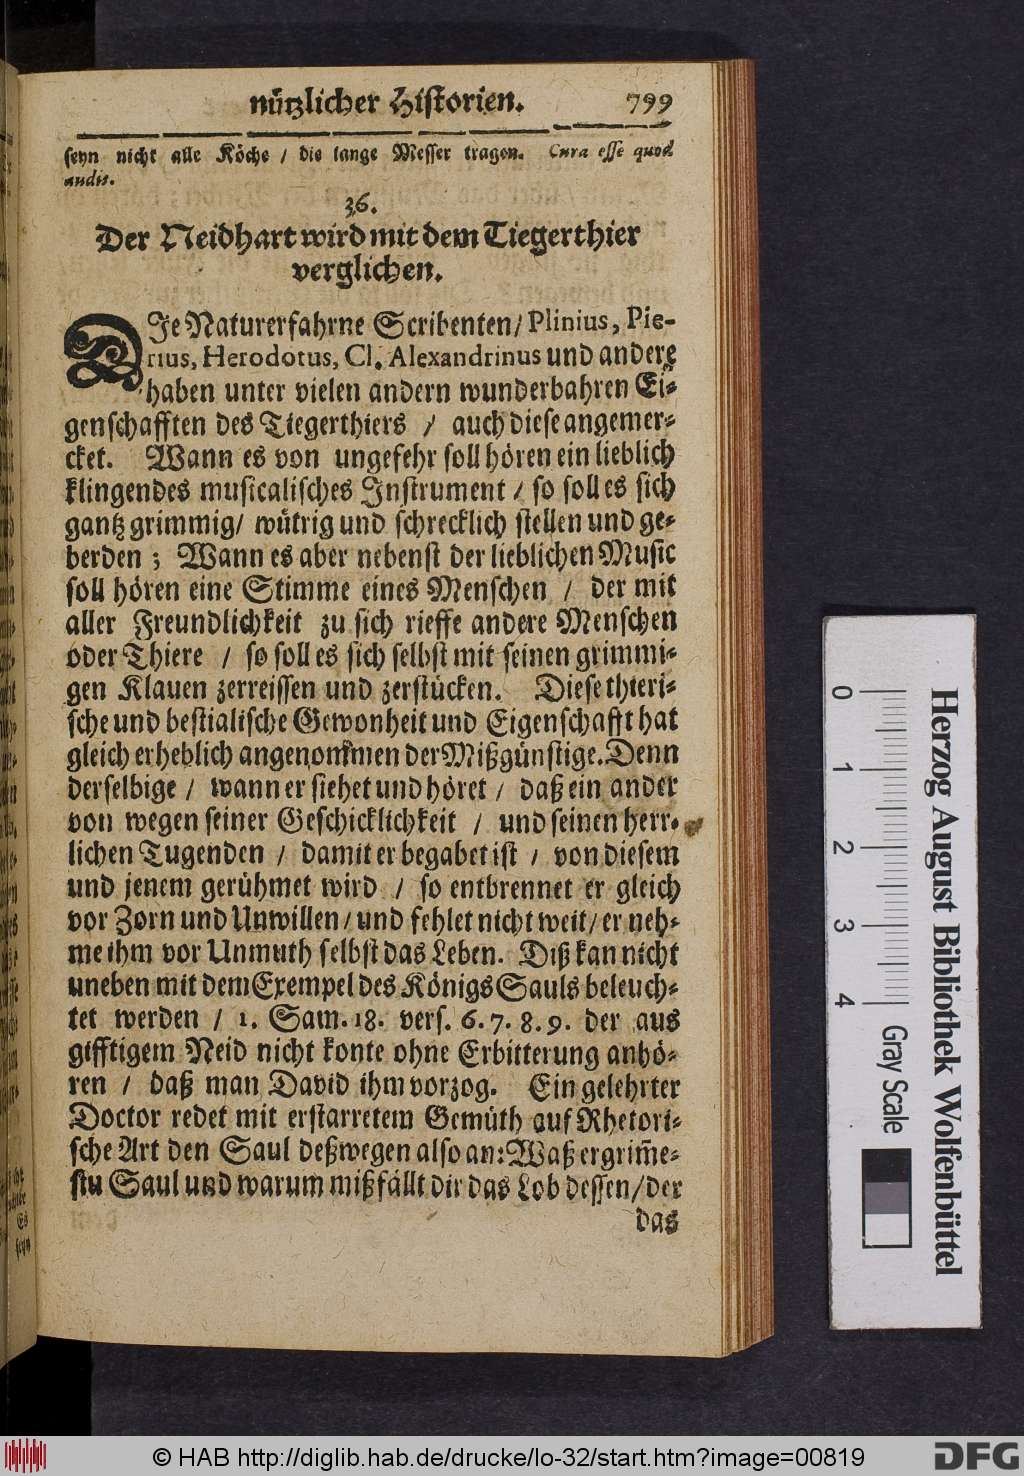 nützlicher Historien. 799
seyn nicht alle Köche / die lange Messer tragen. Cura esse quod
audis.
36.
Der Neidhart wird mit dem Tiegerthier
verglichen.
DJe Naturerfahrne Scribenten / Plinius, Pie-
rius, Herodotus, Cl. Alexandrinus und andere
haben unter vielen andern wunderbahren Ei-
genschafften des Tiegerthiers / auch diese angemer-
cket. Wann es von ungefehr soll hören ein lieblich
klingendes musicalisches Jnstrument / so soll es sich
gantz grimmig / wütrig und schrecklich stellen und ge-
berden ; Wann es aber nebenst der lieblichen Music
soll hören eine Stimme eines Menschen / der mit
aller Freundlichkeit zu sich rieffe andere Menschen
oder Thiere / so soll es sich selbst mit seinen grimmi-
gen Klauen zerreissen und zerstücken. Diese thieri-
sche und bestialische Gewonheit und Eigenschafft hat
gleich erheblich angenommen der Mißgünstige. Denn
derselbige / wann er siehet und höret / daß ein ander
von wegen seiner Geschicklichkeit / und seinen herr-
lichen Tugenden / damit er begabet ist / von diesem
und jenem gerühmet wird / so entbrennet er gleich
vor Zorn und Unwillen / und fehlet nicht weit / er neh-
me ihm vor Unmuth selbst das Leben. Diß kan nicht
uneben mit dem Exempel des Königs Sauls beleuch-
tet werden / 1. Sam. 18. vers. 6. 7. 8. 9. der aus
gifftigem Neid nicht konte ohne Erbitterung anhö-
ren / daß man David ihm vorzog. Ein gelehrter
Doctor redet mit erstarretem Gemüth auf Rhetori-
sche Art den Saul deßwegen also an: Waß ergrim̃e-
stu Saul und warum mißfällt dir das Lob dessen / der
das
Herzog August Bibliothek Wolfenbüttel
0 1 2 3 4 Gray Scale
© HAB http://diglib.hab.de/drucke/lo-32/start.htm?image=00819
DFG